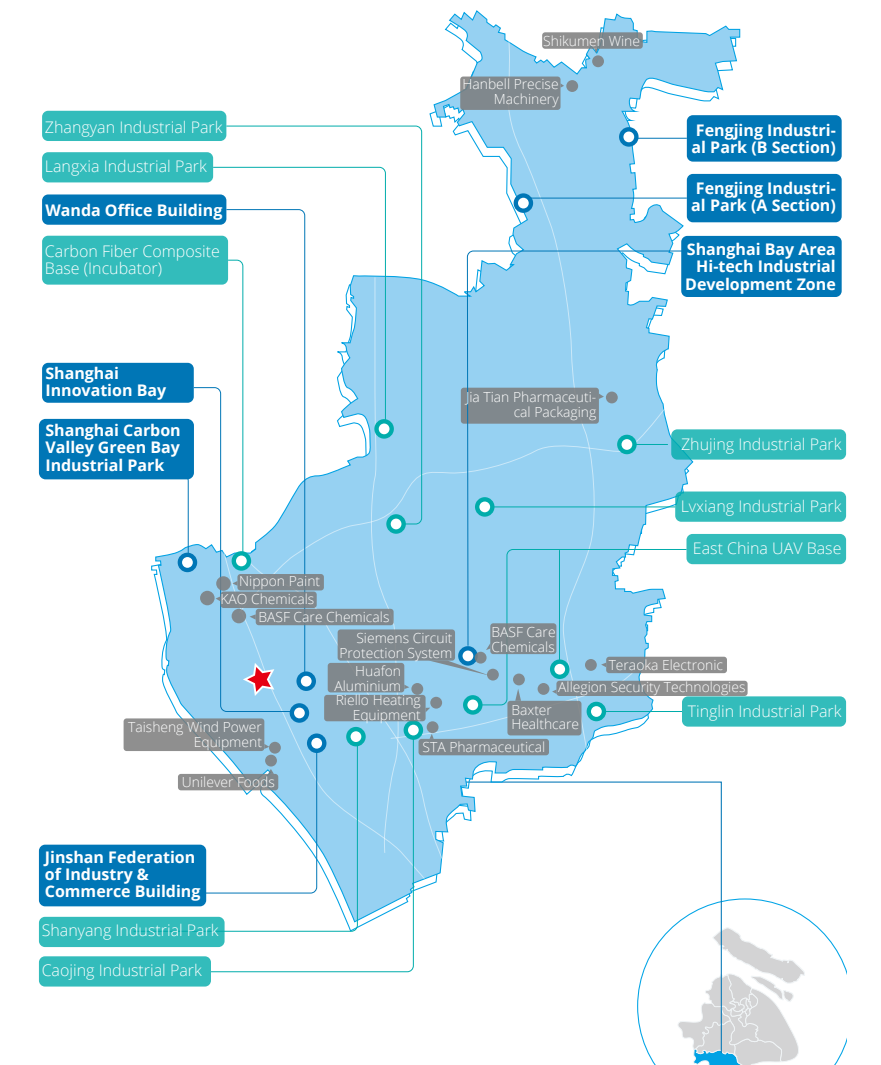 Shikumen Wine
Hanbell Precise
Machinery
Zhangyan Industrial Park
Fengjing Industri-
al Park (B Section)
Langxia Industrial Park
Fengjing Industri-
al Park (A Section)
Wanda Office Building
Carbon Fiber Composite
Base (Incubator)
Shanghai Bay Area
Hi-tech Industrial
Development Zone
Shanghai
Innovation Bay
Jia Tian Pharmaceuti-
cal Packaging
Shanghai Carbon
Valley Green Bay
Industrial Park
Zhujing Industrial Park
Lvxiang Industrial Park
East China UAV Base
Nippon Paint
KAO Chemicals
BASF Care Chemicals
Siemens Circuit
Protection System
BASF Care
Chemicals
Teraoka Electronic
Huafon
Aluminium
Allegion Security Technologies
Riello Heating
Equipment
Baxter
Healthcare
Tinglin Industrial Park
Taisheng Wind Power
Equipment
STA Pharmaceutical
Unilever Foods
Jinshan Federation
of Industry &
Commerce Building
Shanyang Industrial Park
Caojing Industrial Park